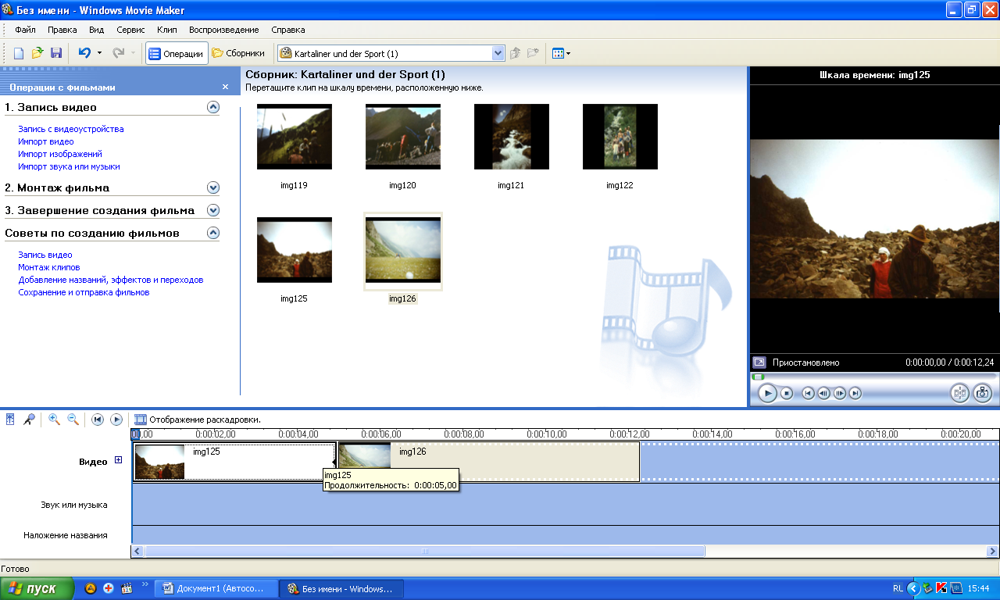 Без имени - Windows Movie Maker
Файл Правка Вид Сервис Клип Воспроизведение Справка
Операции Сборники Kartaliner und der Sport (1)
Операции с фильмами
1. Запись видео
Запись с видеоустройства
Импорт видео
Импорт изображений
Импорт звука или музыки
2. Монтаж фильма
3. Завершение создания фильма
Советы по созданию фильмов
Запись видео
Монтаж клипов
Добавление названий, эффектов и переходов
Сохранение и отправка фильмов
Сборник: Kartaliner und der Sport (1)
Перетащите клип на шкалу времени, расположенную ниже.
img119 img120 img121 img122
img125 img126
Шкала времени: img125
Приостановлено 0:00:00,00 / 0:00:12,24
Отображение раскадровки.
0,00 0:00:02,00 0:00:04,00 0:00:06,00 0:00:08,00 0:00:10,00 0:00:12,00 0:00:14,00 0:00:16,00 0:00:18,00 0:00:20,00
Видео
img125 img126
img125
Продолжительность: 0:00:05,00
Звук или музыка
Наложение названия
Готово
пуск Документ1 (Автосо... Без имени - Windows... RL 15:44